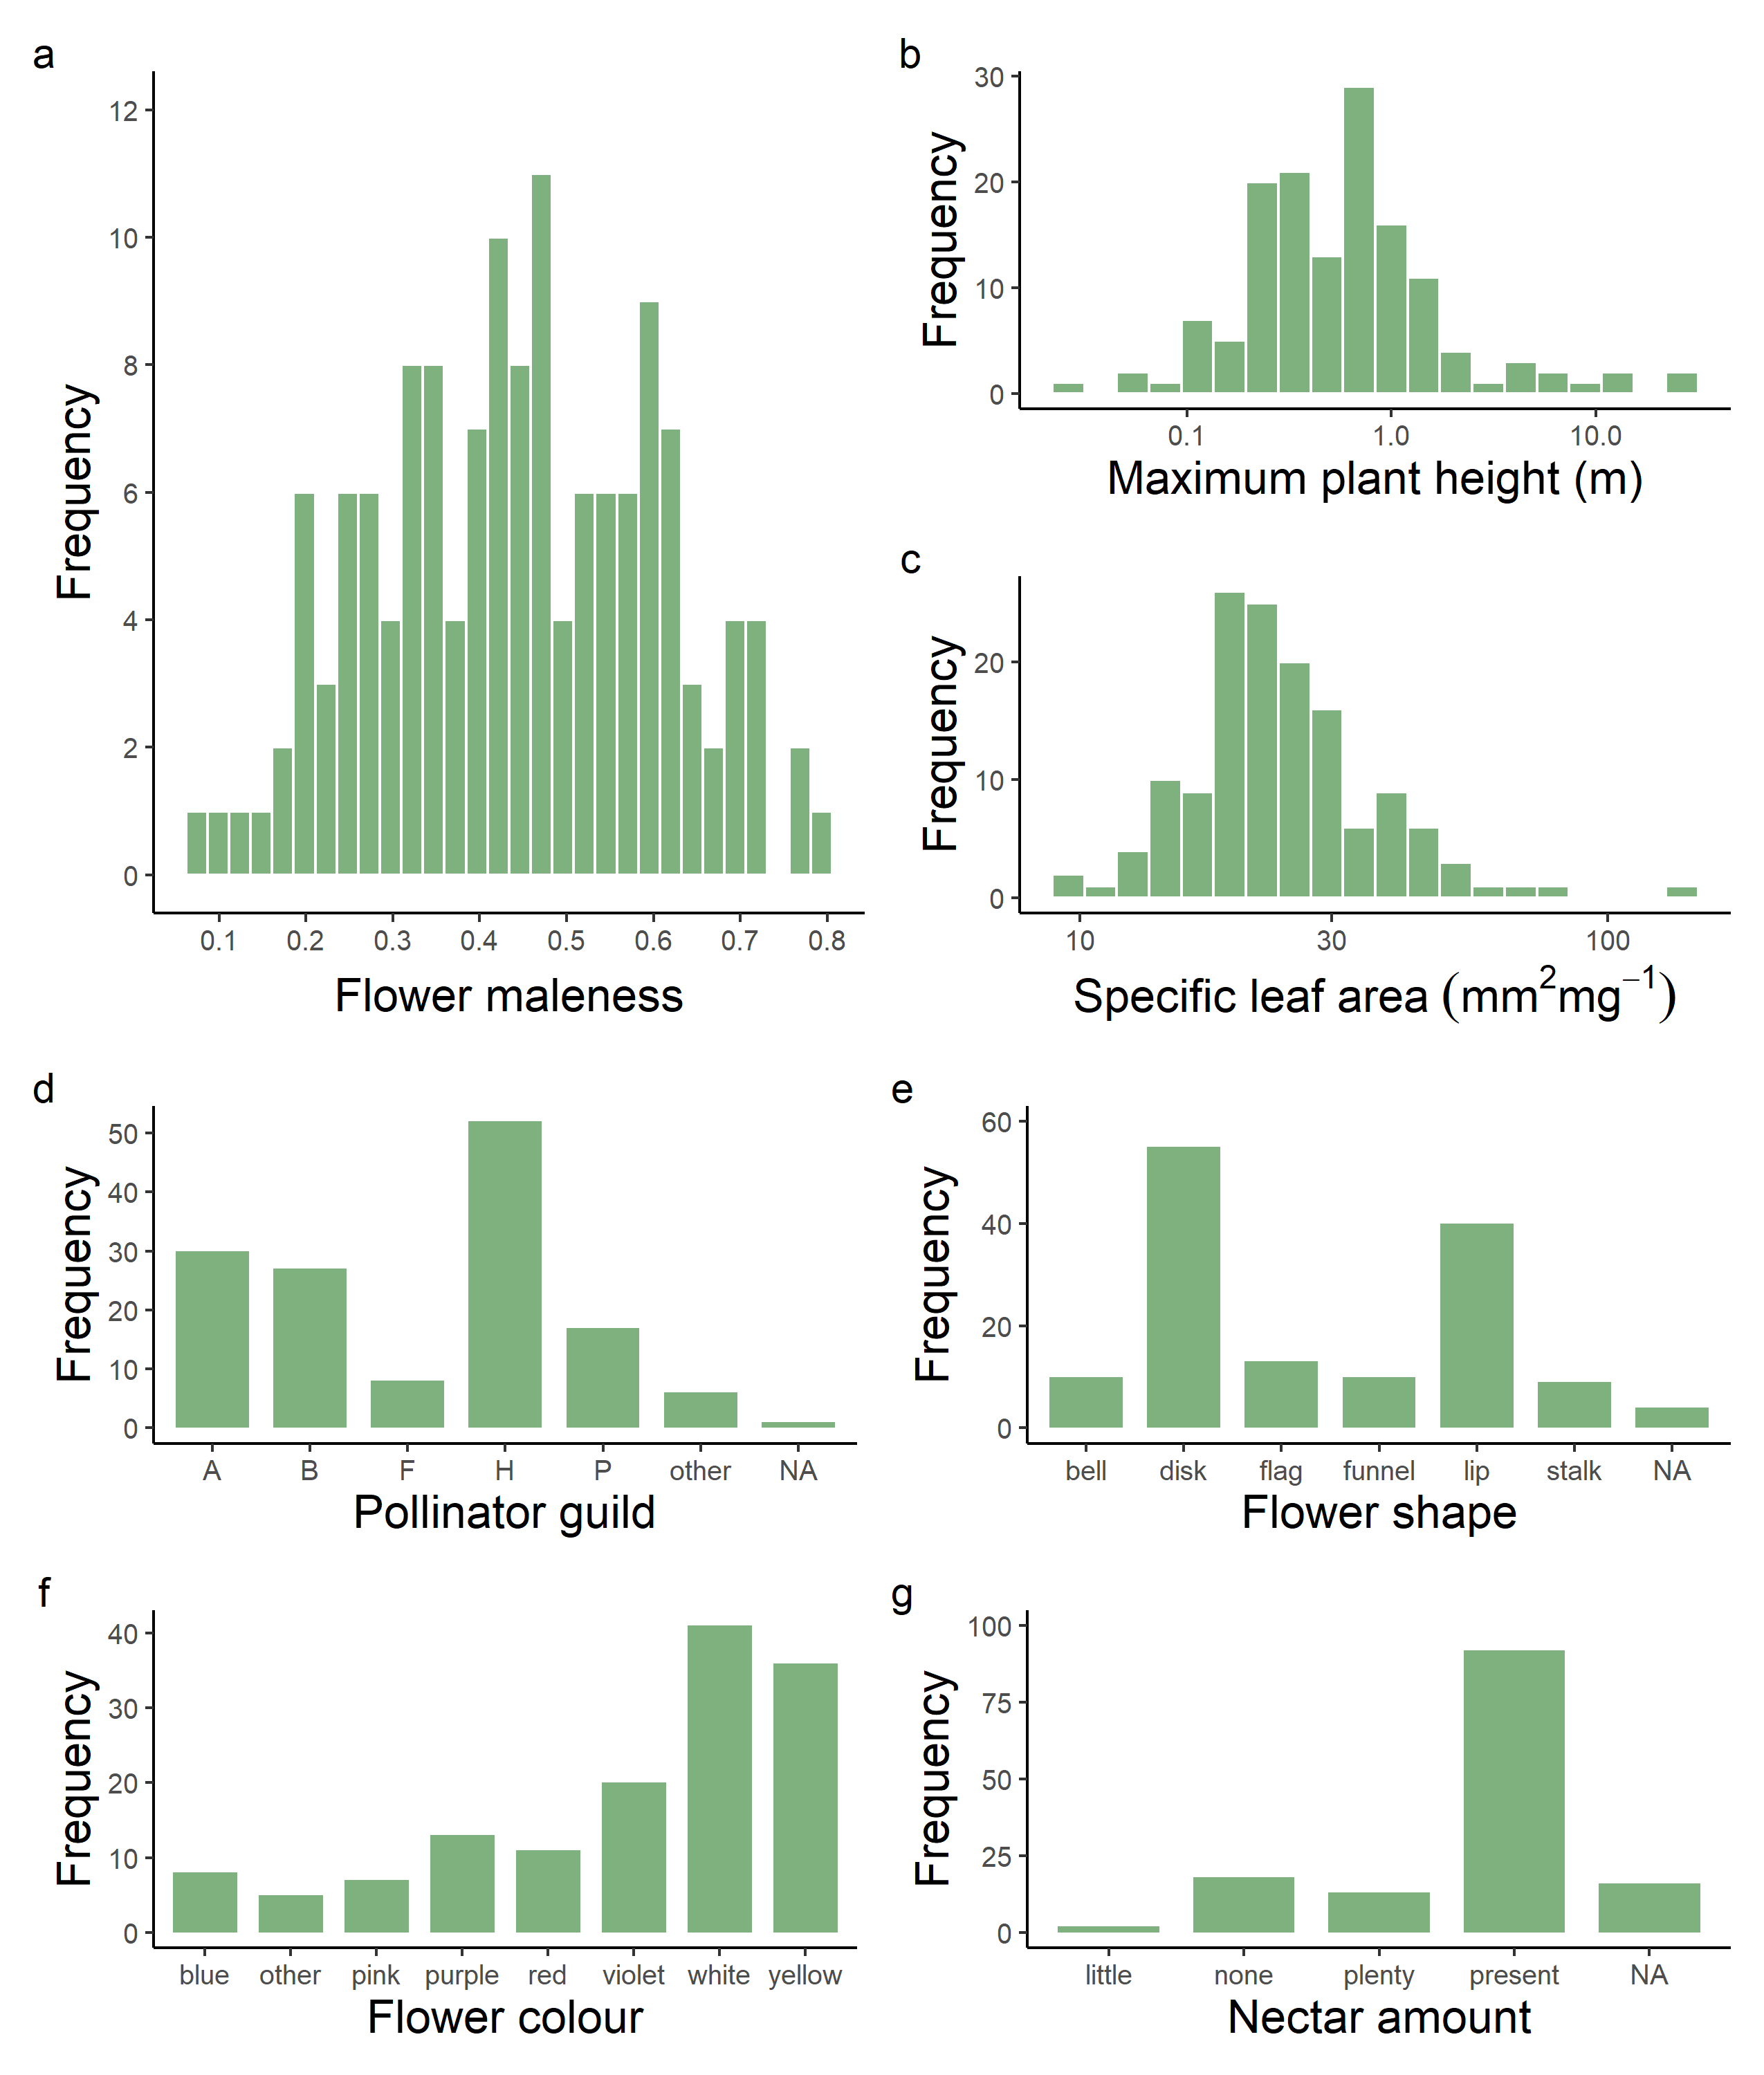 a
Frequency
12
10
8
6
4
2
0
0.1 0.2 0.3 0.4 0.5 0.6 0.7 0.8
Flower maleness
b
Frequency
30
20
10
0
0.1 1.0 10.0
Maximum plant height (m)
c
Frequency
20
10
0
10 30 100
Specific leaf area (mm²mg⁻¹)
d
Frequency
50
40
30
20
10
0
A B F H P other NA
Pollinator guild
e
Frequency
60
40
20
0
bell disk flag funnel lip stalk NA
Flower shape
f
Frequency
40
30
20
10
0
blue other pink purple red violet white yellow
Flower colour
g
Frequency
100
75
50
25
0
little none plenty present NA
Nectar amount